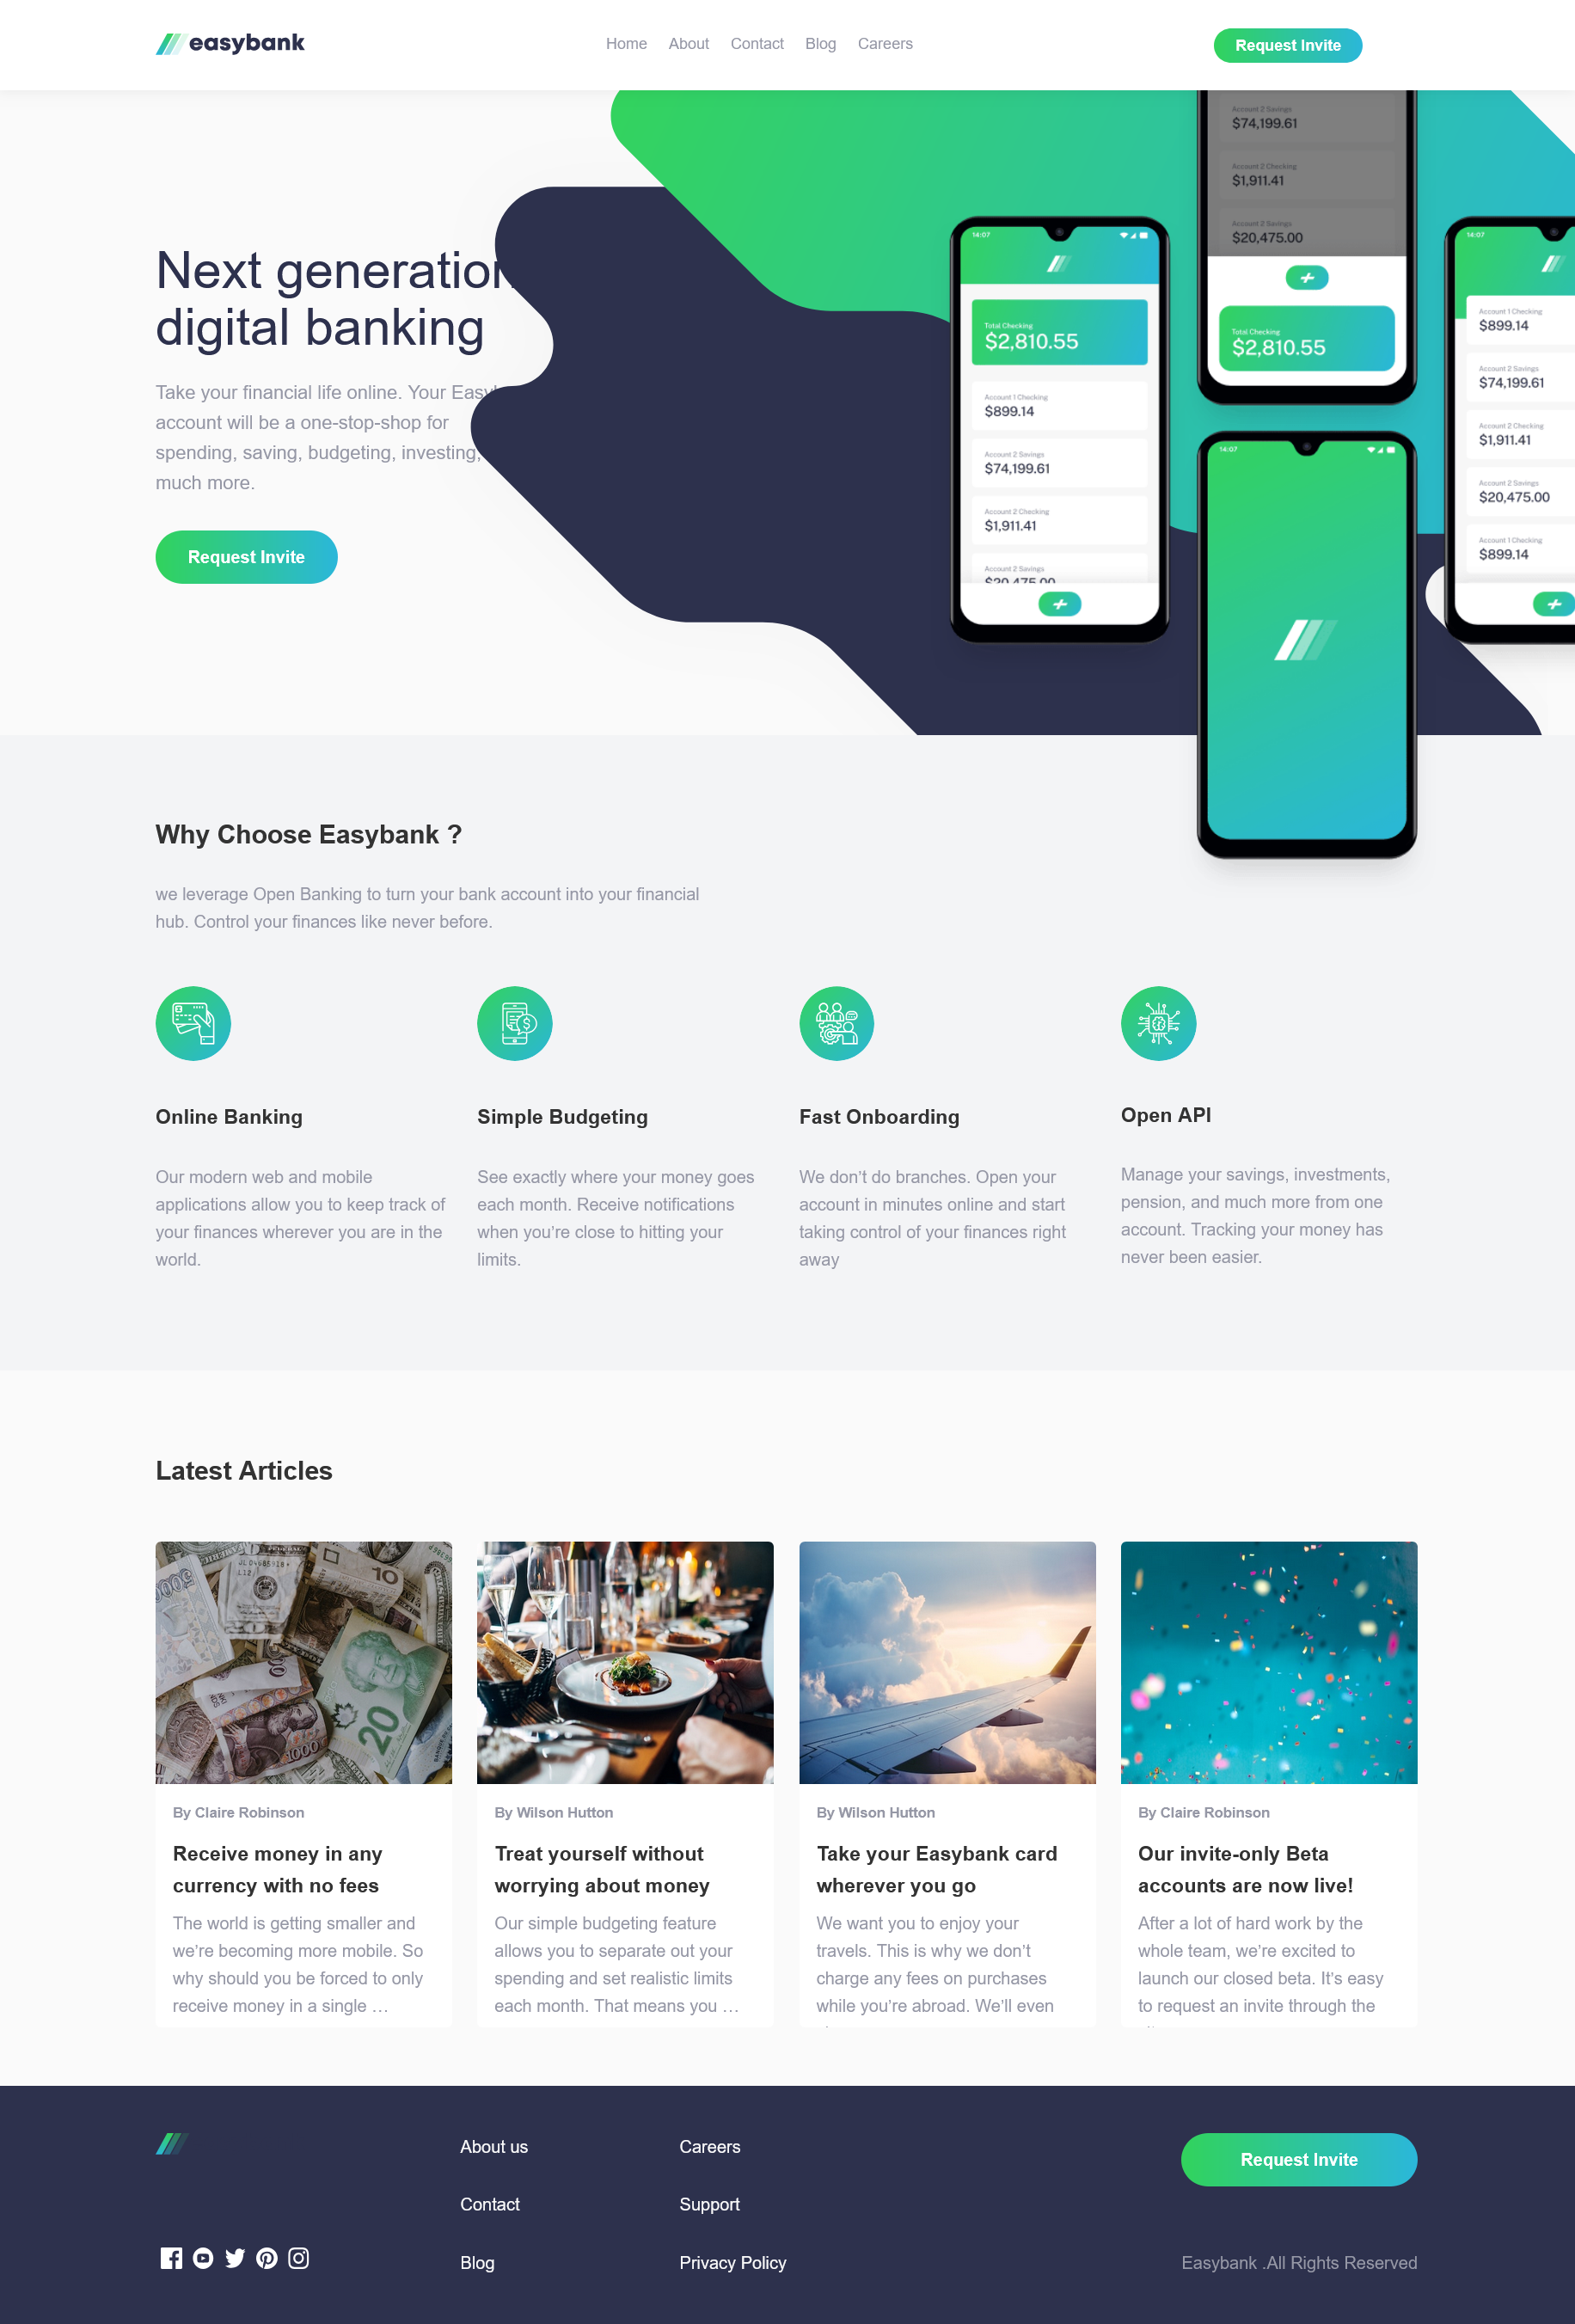 easybank
Home About Contact Blog Careers
Request Invite
Next generation
digital banking
Take your financial life online. Your
account will be a one-stop-shop for
spending, saving, budgeting, investing,
much more.
Request Invite
14:07
Total Checking
$2,810.55
Account 1 Checking
$899.14
Account 2 Savings
$74,199.61
Account 2 Checking
$1,911.41
Account 2 Savings
$20,475.00
Account 2 Savings
$74,199.61
Account 2 Checking
$1,911.41
Account 2 Savings
$20,475.00
Total Checking
$2,810.55
14:07
14:07
Account 1 Checking
$899.14
Account 2 Savings
$74,199.61
Account 2 Checking
$1,911.41
Account 2 Savings
$20,475.00
Account 1 Checking
$899.14
Why Choose Easybank ?
we leverage Open Banking to turn your bank account into your financial
hub. Control your finances like never before.
Online Banking
Our modern web and mobile
applications allow you to keep track of
your finances wherever you are in the
world.
Simple Budgeting
See exactly where your money goes
each month. Receive notifications
when you’re close to hitting your
limits.
Fast Onboarding
We don’t do branches. Open your
account in minutes online and start
taking control of your finances right
away
Open API
Manage your savings, investments,
pension, and much more from one
account. Tracking your money has
never been easier.
Latest Articles
10
20
1000
By Claire Robinson
Receive money in any
currency with no fees
The world is getting smaller and
we’re becoming more mobile. So
why should you be forced to only
receive money in a single …
By Wilson Hutton
Treat yourself without
worrying about money
Our simple budgeting feature
allows you to separate out your
spending and set realistic limits
each month. That means you …
By Wilson Hutton
Take your Easybank card
wherever you go
We want you to enjoy your
travels. This is why we don’t
charge any fees on purchases
while you’re abroad. We’ll even
By Claire Robinson
Our invite-only Beta
accounts are now live!
After a lot of hard work by the
whole team, we’re excited to
launch our closed beta. It’s easy
to request an invite through the
About us
Contact
Blog
Careers
Support
Privacy Policy
Request Invite
Easybank .All Rights Reserved